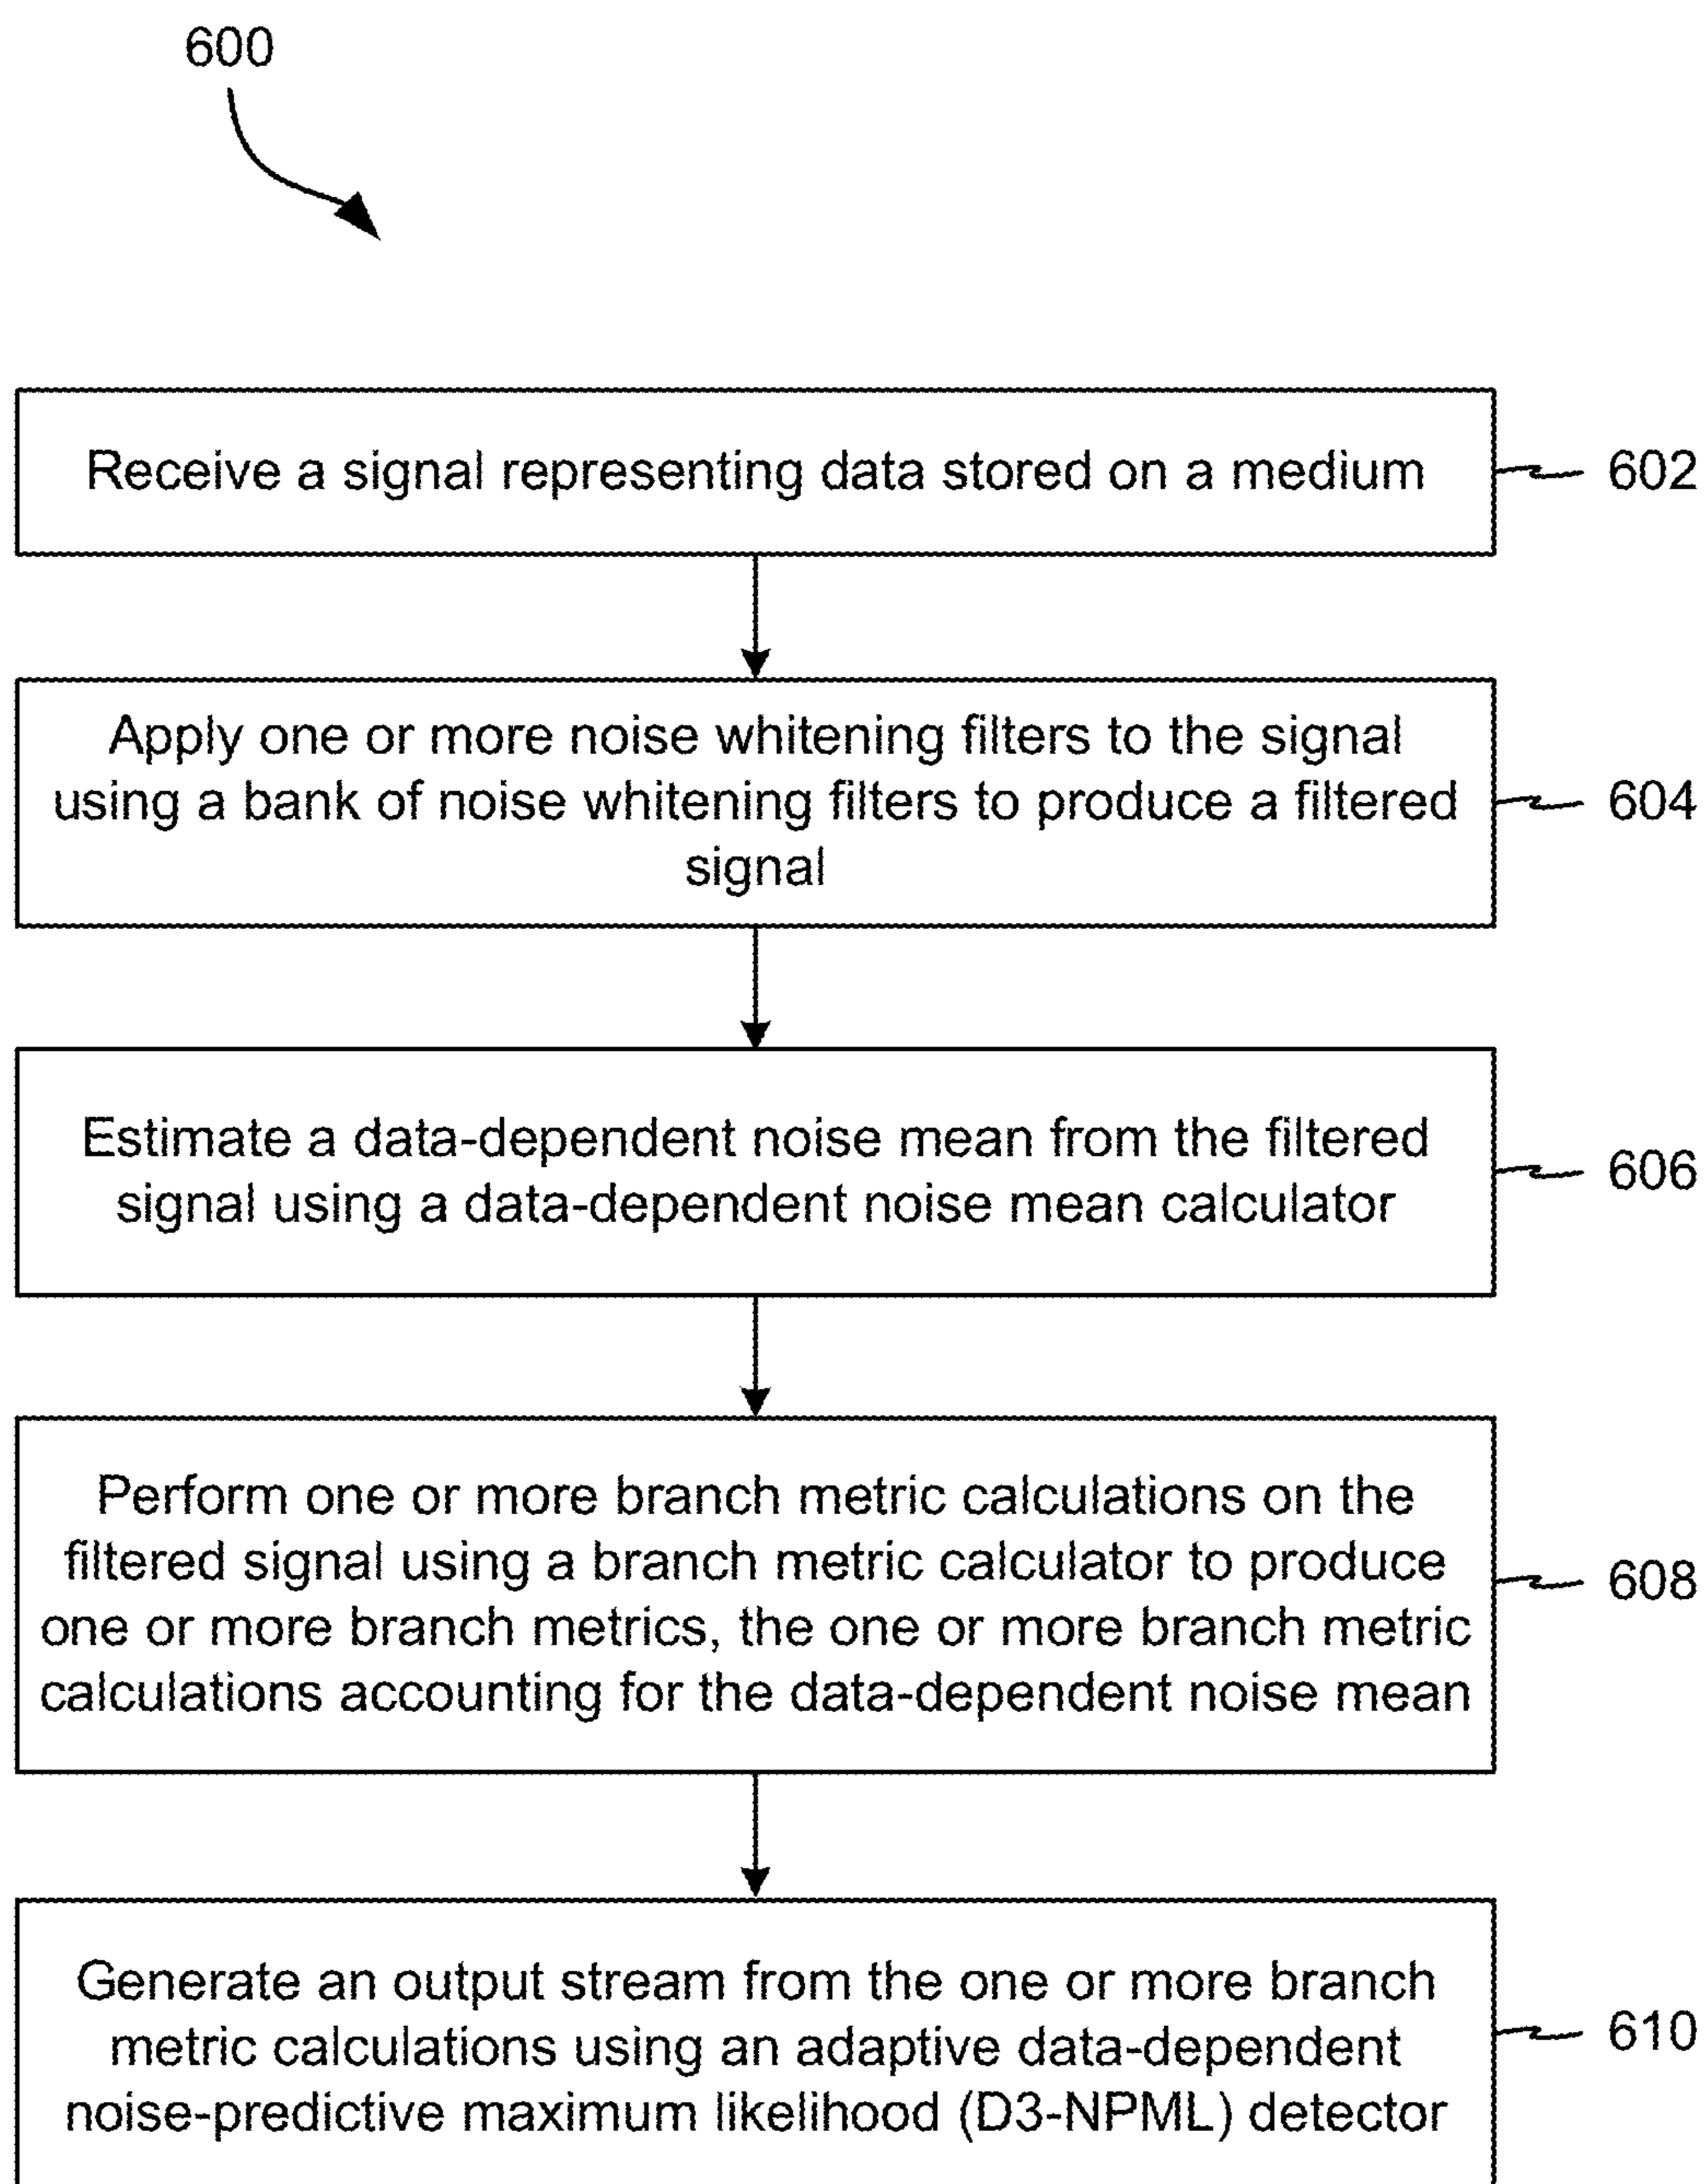 600
Receive a signal representing data stored on a medium
602
Apply one or more noise whitening filters to the signal
using a bank of noise whitening filters to produce a filtered
signal
604
Estimate a data-dependent noise mean from the filtered
signal using a data-dependent noise mean calculator
606
Perform one or more branch metric calculations on the
filtered signal using a branch metric calculator to produce
one or more branch metrics, the one or more branch metric
calculations accounting for the data-dependent noise mean
608
Generate an output stream from the one or more branch
metric calculations using an adaptive data-dependent
noise-predictive maximum likelihood (D3-NPML) detector
610